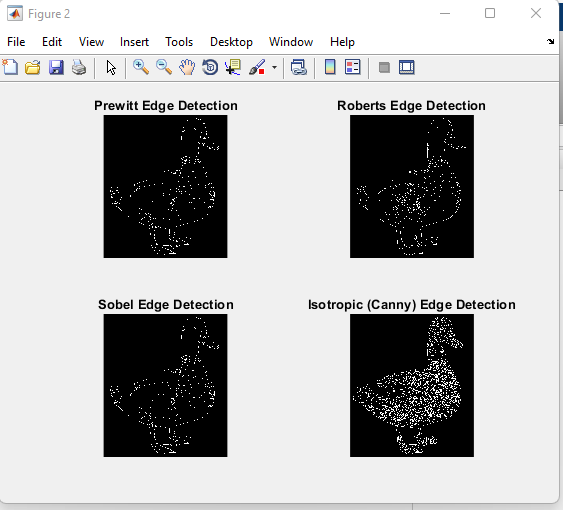 Figure 2
File Edit View Insert Tools Desktop Window Help
Prewitt Edge Detection
Roberts Edge Detection
Sobel Edge Detection
Isotropic (Canny) Edge Detection